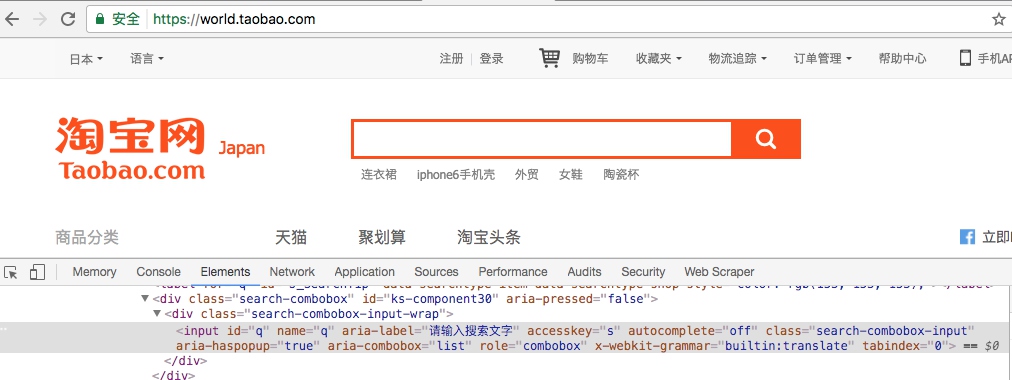 安全 https://world.taobao.com
日本 语言 注册 登录 购物车 收藏夹 物流追踪 订单管理 帮助中心 手机AP
淘宝网 Japan
Taobao.com
连衣裙 iphone6手机壳 外贸 女鞋 陶瓷杯
商品分类 天猫 聚划算 淘宝头条 立即
Memory Console Elements Network Application Sources Performance Audits Security Web Scraper
<div class="search-combobox" id="ks-component30" aria-pressed="false">
<div class="search-combobox-input-wrap">
<input id="q" name="q" aria-label="请输入搜索文字" accesskey="s" autocomplete="off" class="search-combobox-input"
aria-haspopup="true" aria-combobox="list" role="combobox" x-webkit-grammar="builtin:translate" tabindex="0"> == $0
</div>
</div>